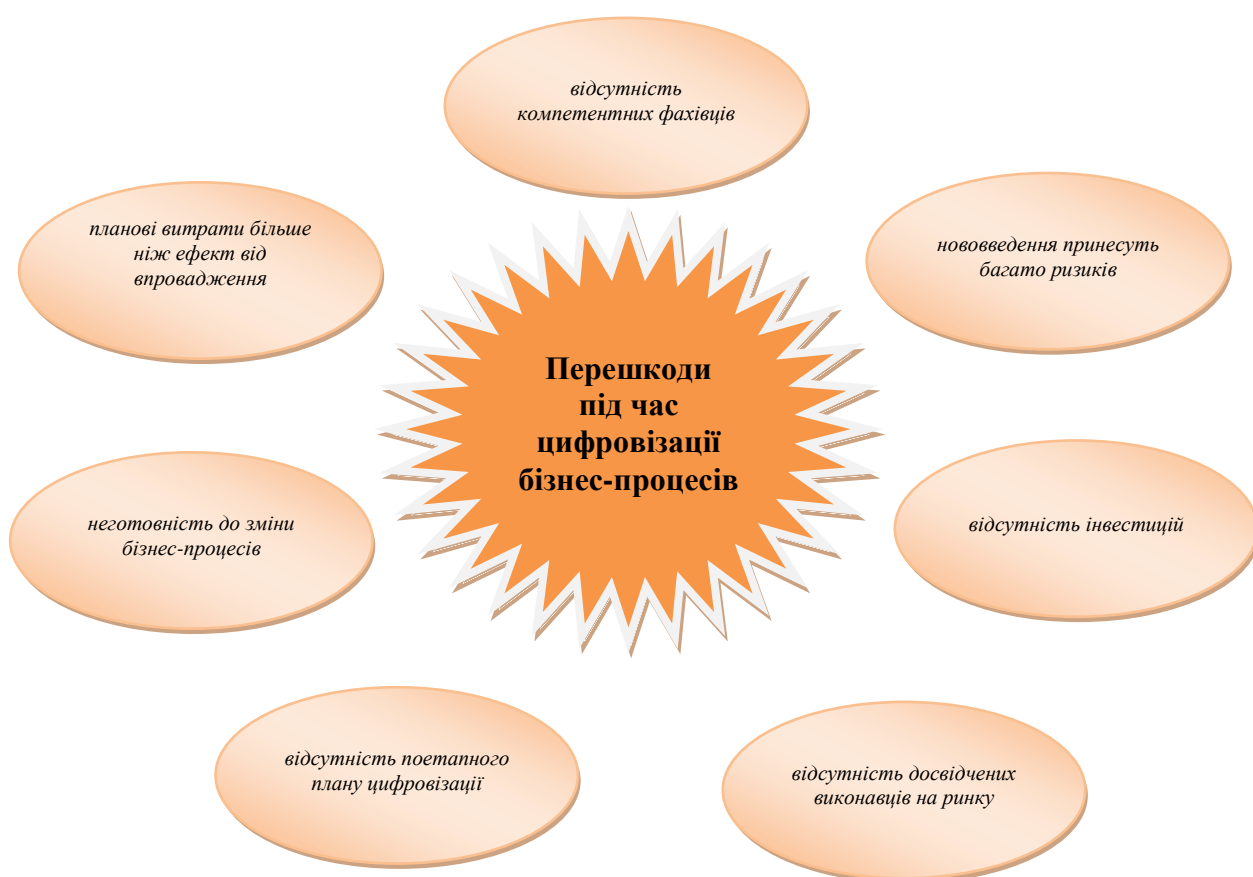 відсутність
компетентних фахівців
планові витрати більше
ніж ефект від
впровадження
нововведення принесуть
багато ризиків
Перешкоди
під час
цифровізації
бізнес-процесів
неготовність до зміни
бізнес-процесів
відсутність інвестицій
відсутність поетапного
плану цифровізації
відсутність досвідчених
виконавців на ринку